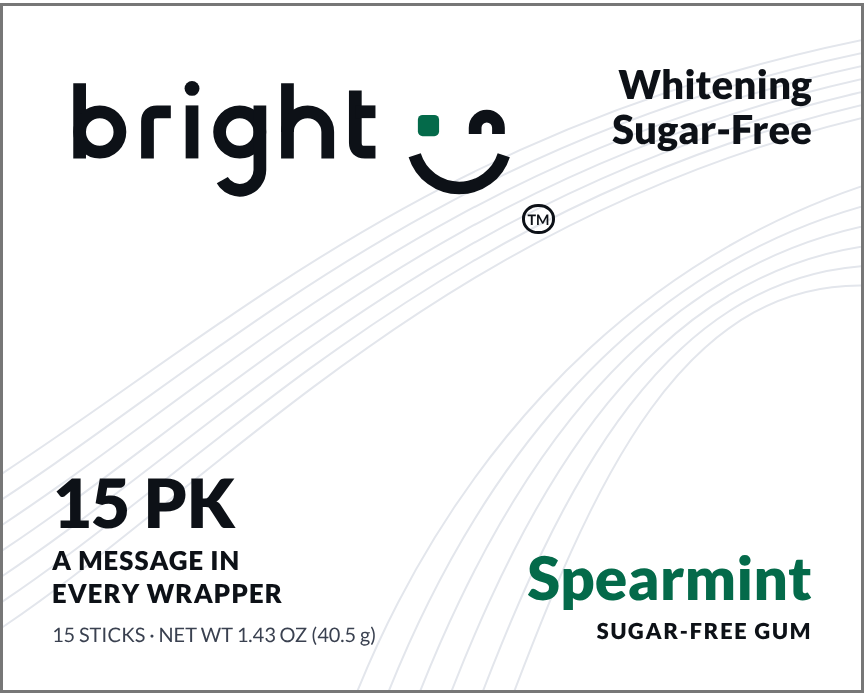 bright
TM
Whitening
Sugar-Free
15 PK
A MESSAGE IN
EVERY WRAPPER
15 STICKS · NET WT 1.43 OZ (40.5 g)
Spearmint
SUGAR-FREE GUM